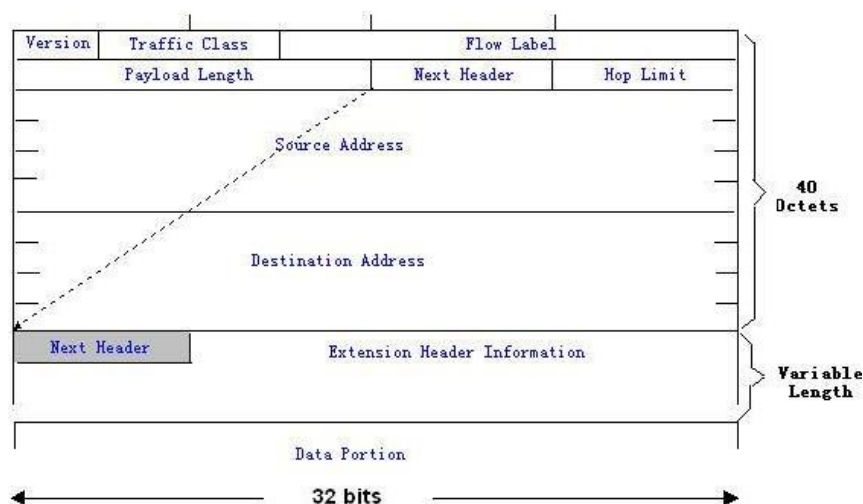 Version Traffic Class Flow Label
Payload Length Next Header Hop Limit
Source Address
40
Octets
Destination Address
Next Header Extension Header Information
Variable
Length
Data Portion
32 bits